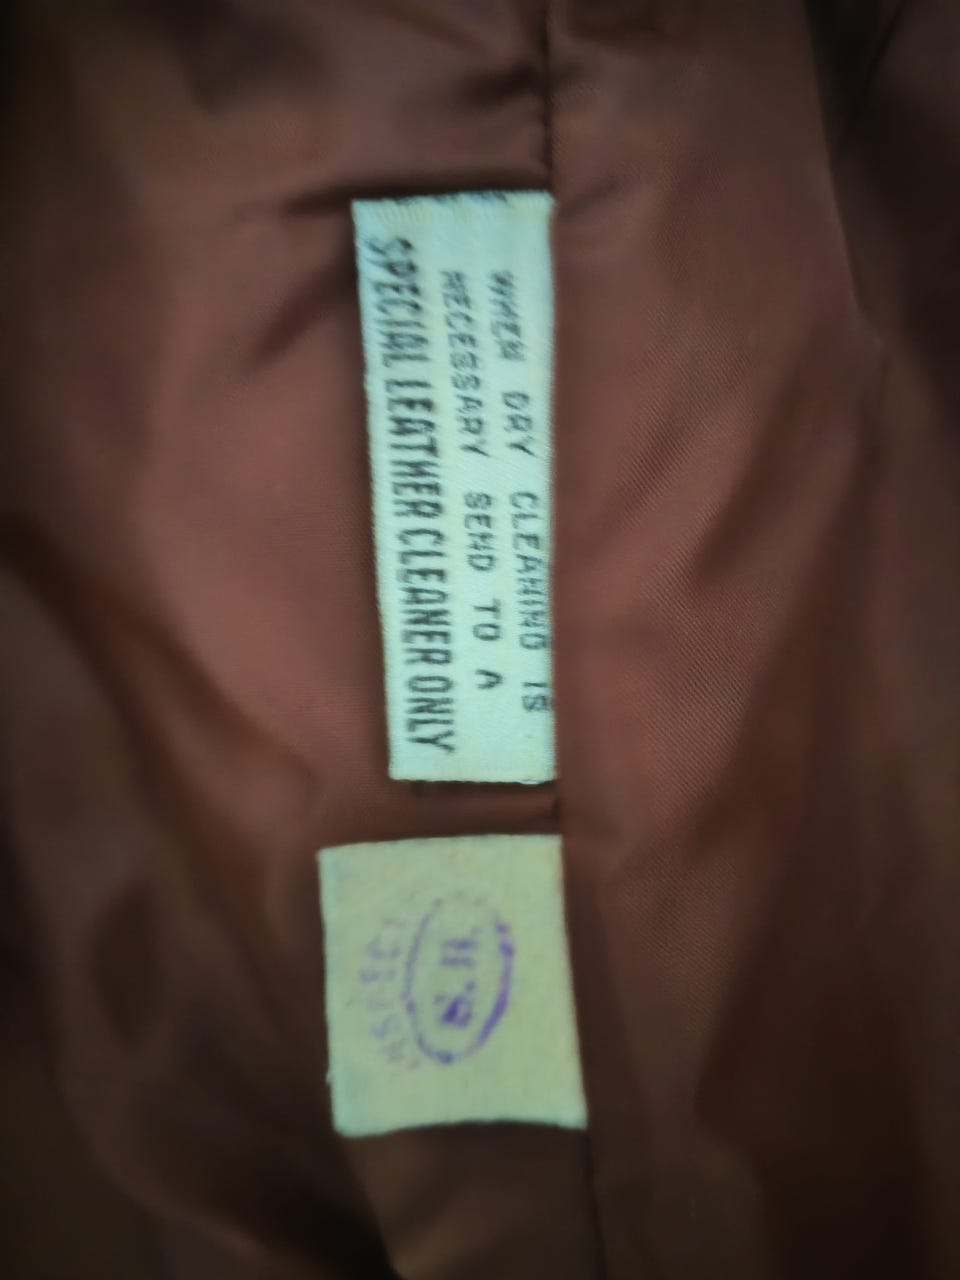 WHEN DRY CLEANING IS
NECESSARY SEND TO A
SPECIAL LEATHER CLEANER ONLY
S.H.